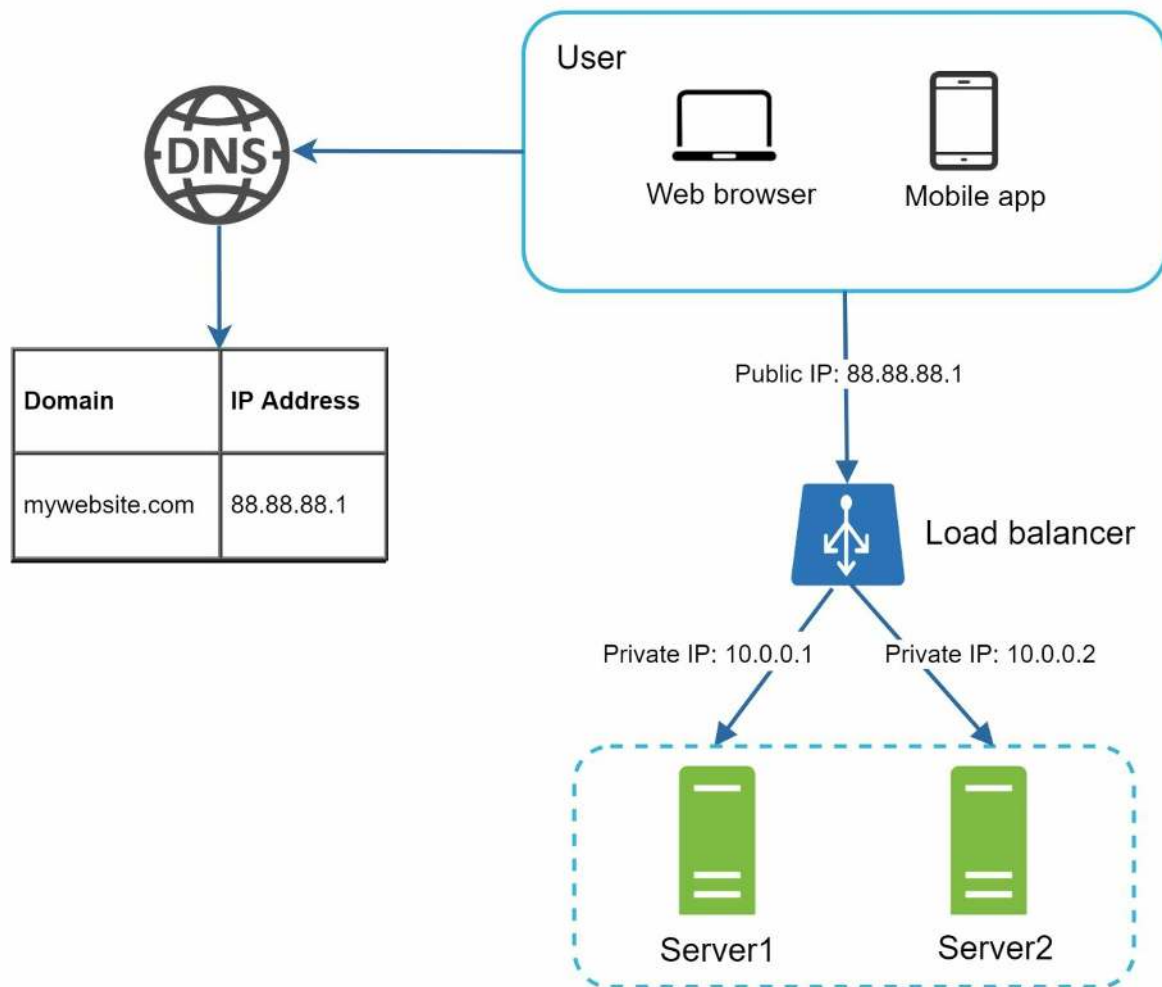 User
DNS
Web browser
Mobile app
Domain
IP Address
mywebsite.com
88.88.88.1
Public IP: 88.88.88.1
Load balancer
Private IP: 10.0.0.1
Private IP: 10.0.0.2
Server1
Server2